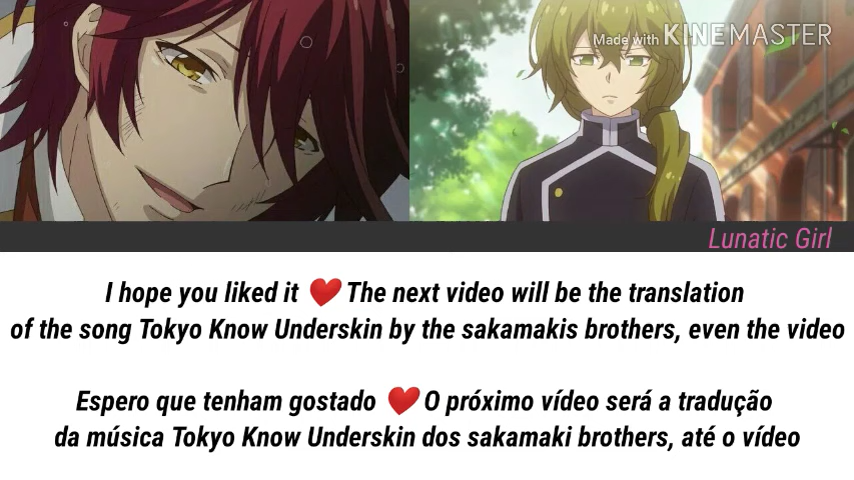 Made with KINEMASTER
Lunatic Girl
I hope you liked it ❤️ The next video will be the translation
of the song Tokyo Know Underskin by the sakamakis brothers, even the video
Espero que tenham gostado ❤️ O próximo vídeo será a tradução
da música Tokyo Know Underskin dos sakamaki brothers, até o vídeo